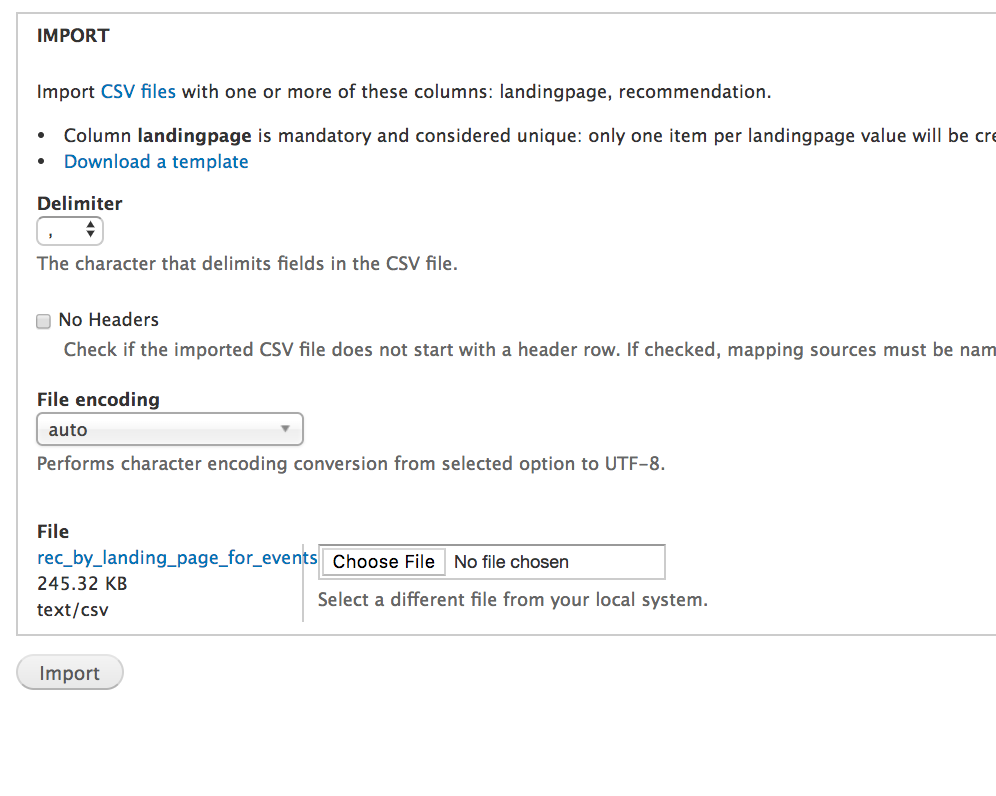 IMPORT
Import CSV files with one or more of these columns: landingpage, recommendation.
• Column landingpage is mandatory and considered unique: only one item per landingpage value will be cre
• Download a template
Delimiter
,
The character that delimits fields in the CSV file.
No Headers
Check if the imported CSV file does not start with a header row. If checked, mapping sources must be nam
File encoding
auto
Performs character encoding conversion from selected option to UTF-8.
File
rec_by_landing_page_for_events
Choose File No file chosen
245.32 KB
Select a different file from your local system.
text/csv
Import